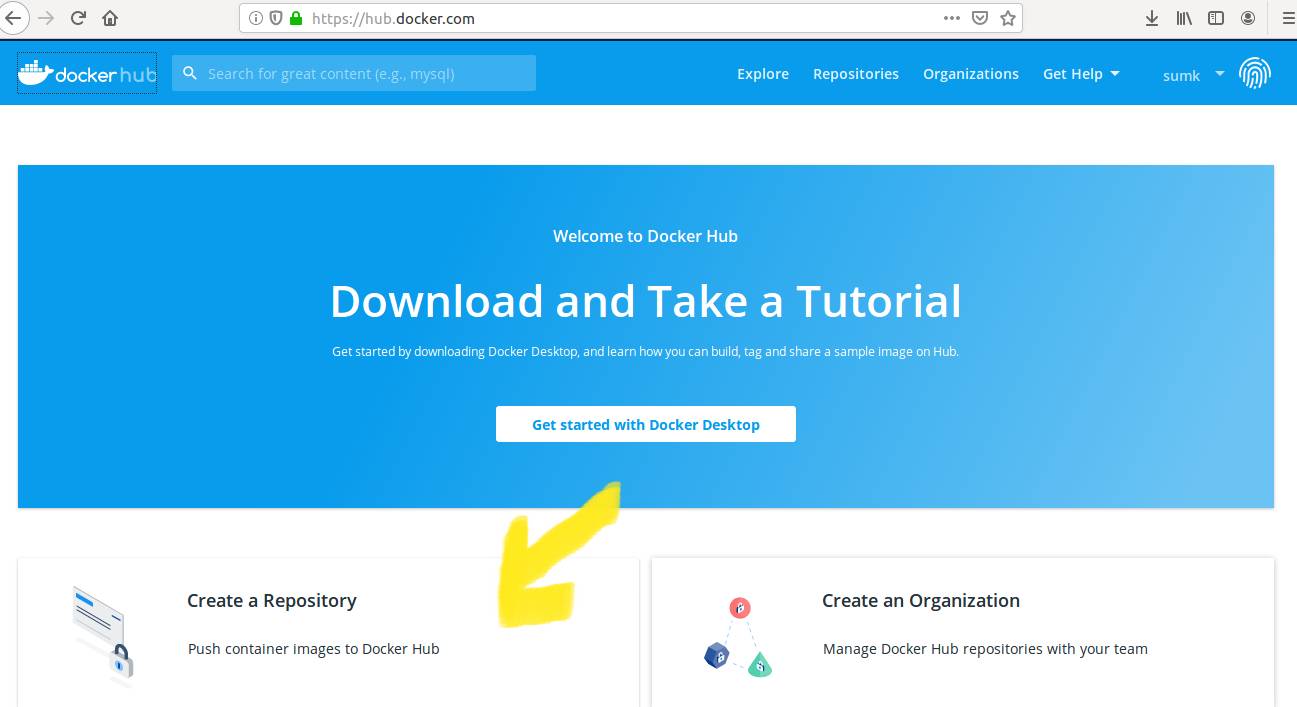 https://hub.docker.com
docker hub
Search for great content (e.g., mysql)
Explore
Repositories
Organizations
Get Help
sumk
Welcome to Docker Hub
Download and Take a Tutorial
Get started by downloading Docker Desktop, and learn how you can build, tag and share a sample image on Hub.
Get started with Docker Desktop
Create a Repository
Push container images to Docker Hub
Create an Organization
Manage Docker Hub repositories with your team